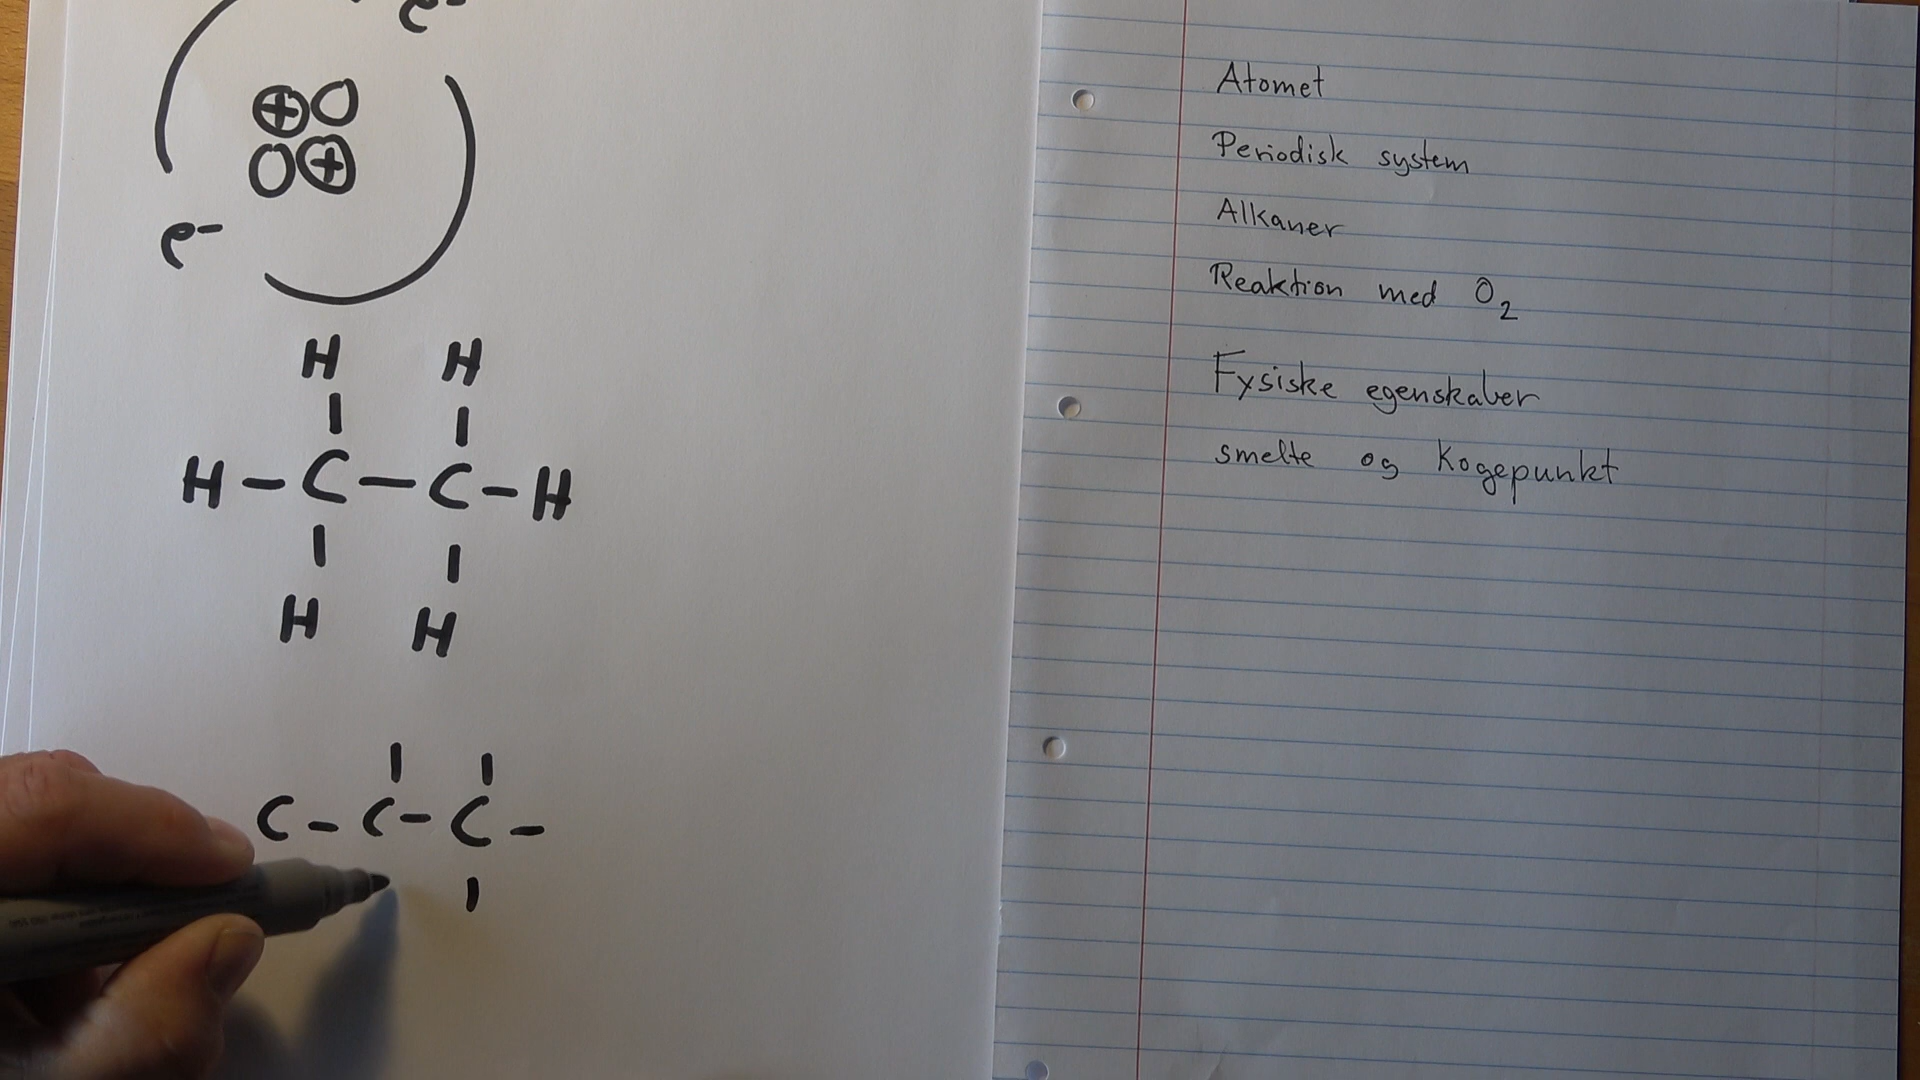 e-
+
+
e-
H H
H-C-C-H
H H
C-C-C-
Atomet
Periodisk system
Alkaner
Reaktion med O2
Fysiske egenskaber
smelte og Kogepunkt